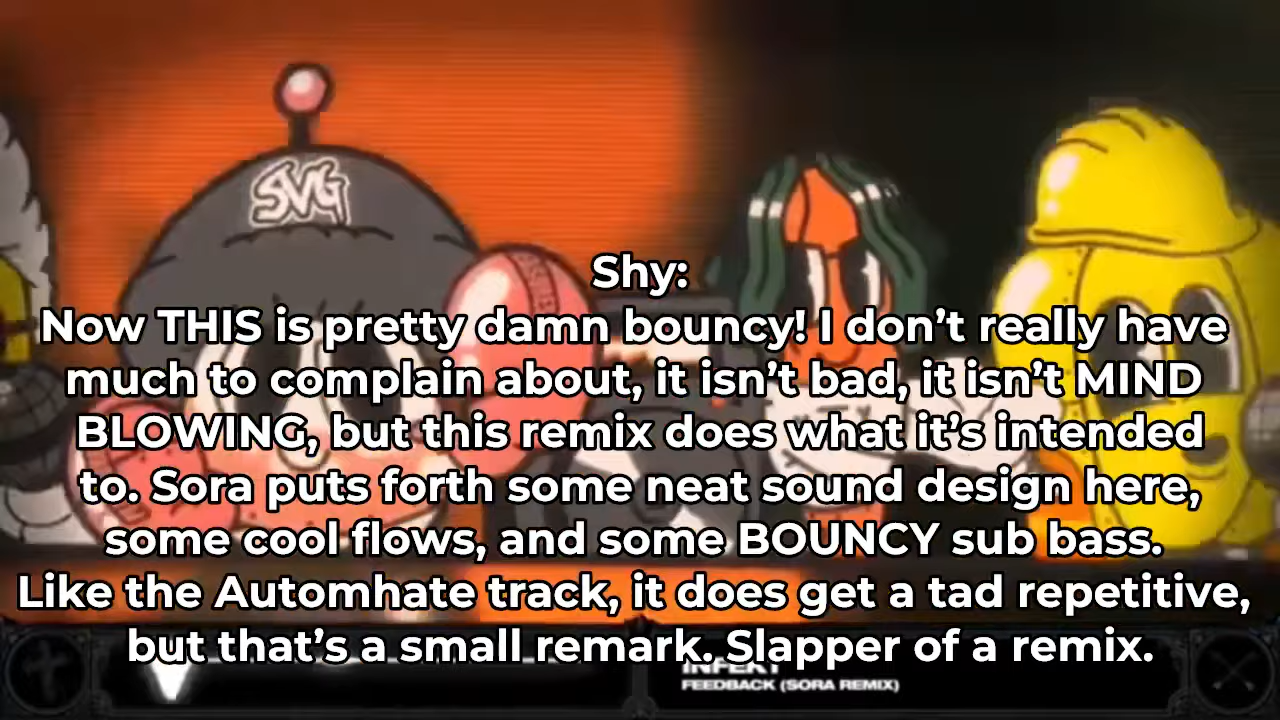 SVG
Shy:
Now THIS is pretty damn bouncy! I don't really have
much to complain about, it isn't bad, it isn't MIND
BLOWING, but this remix does what it's intended
to. Sora puts forth some neat sound design here,
some cool flows, and some BOUNCY sub bass.
Like the Automhate track, it does get a tad repetitive,
but that's a small remark. Slapper of a remix.
INFEKT
FEEDBACK (SORA REMIX)